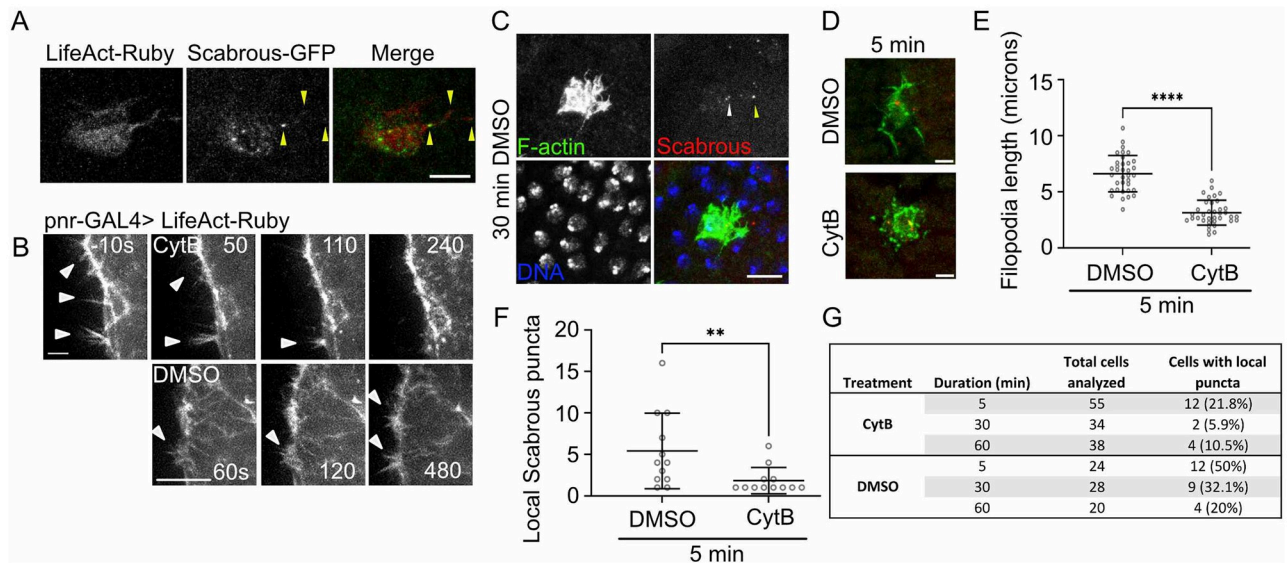 A
LifeAct-Ruby Scabrous-GFP Merge
pnr-GAL4> LifeAct-Ruby
B
-10s CytB 50 110 240
DMSO
60s 120 480
C
30 min DMSO
F-actin Scabrous
DNA
D
5 min
DMSO
CytB
E
Filopodia length (microns)
15
10
5
0
****
DMSO CytB
5 min
F
Local Scabrous puncta
20
15
10
5
0
**
DMSO CytB
5 min
G
Treatment Duration (min) Total cells analyzed Cells with local puncta
CytB
5 55 12 (21.8%)
30 34 2 (5.9%)
60 38 4 (10.5%)
DMSO
5 24 12 (50%)
30 28 9 (32.1%)
60 20 4 (20%)